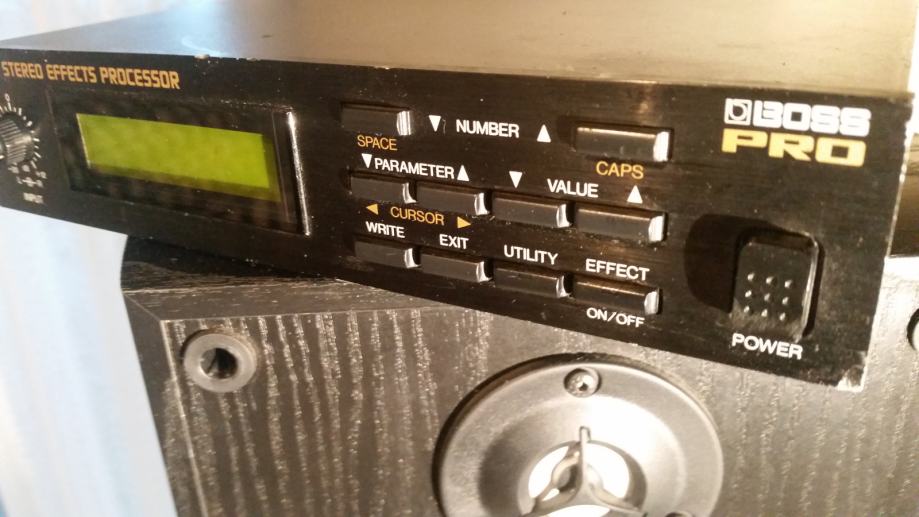 STEREO EFFECTS PROCESSOR
BOSS
PRO
NUMBER
SPACE
CAPS
PARAMETER
VALUE
CURSOR
WRITE
EXIT
UTILITY
EFFECT
ON/OFF
POWER
INPUT